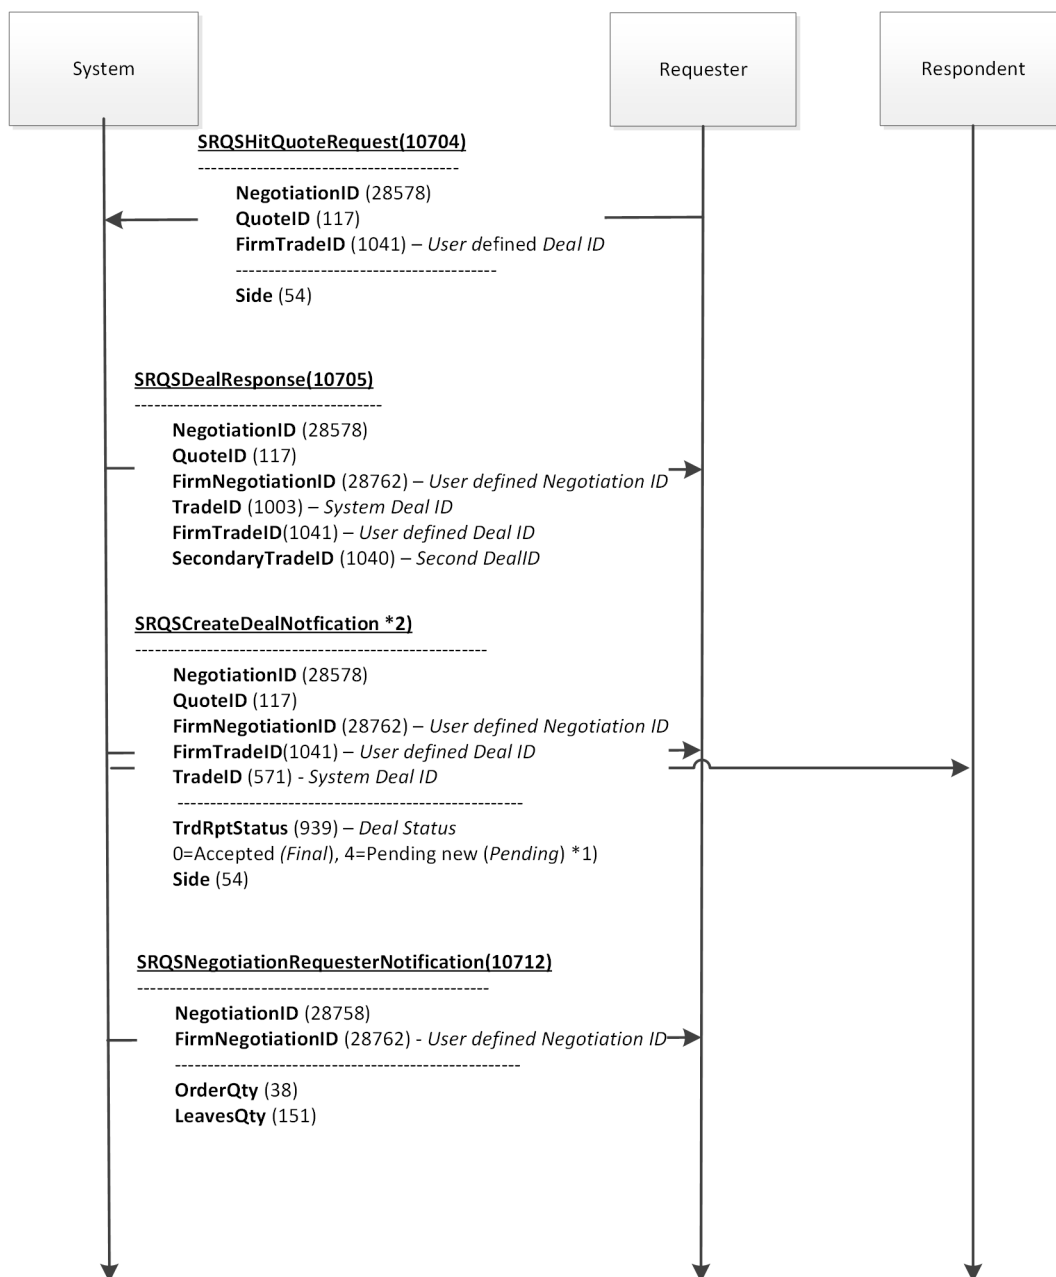 System
Requester
Respondent
SRQSHitQuoteRequest(10704)
----------------------------------------
NegotiationID (28578)
QuoteID (117)
FirmTradeID (1041) – User defined Deal ID
----------------------------------------
Side (54)
SRQSDealResponse(10705)
--------------------------------------
NegotiationID (28578)
QuoteID (117)
FirmNegotiationID (28762) – User defined Negotiation ID
TradeID (1003) – System Deal ID
FirmTradeID(1041) – User defined Deal ID
SecondaryTradeID (1040) – Second DealID
SRQSCreateDealNotfication *2)
------------------------------------------------------
NegotiationID (28578)
QuoteID (117)
FirmNegotiationID (28762) – User defined Negotiation ID
FirmTradeID(1041) – User defined Deal ID
TradeID (571) - System Deal ID
-----------------------------------------------------
TrdRptStatus (939) – Deal Status
0=Accepted (Final), 4=Pending new (Pending) *1)
Side (54)
SRQSNegotiationRequesterNotification(10712)
------------------------------------------------------
NegotiationID (28758)
FirmNegotiationID (28762) - User defined Negotiation ID
-----------------------------------------------------
OrderQty (38)
LeavesQty (151)